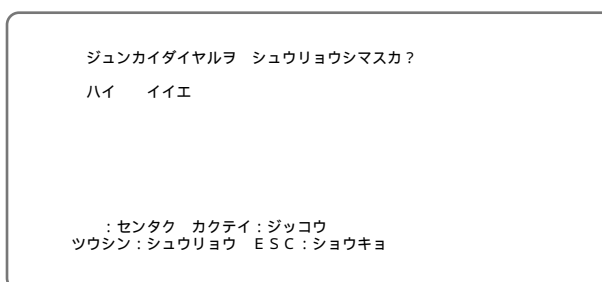 ジュンカイダイヤルヲ　シュウリョウシマスカ？
ハイ　　イイエ
：センタク　カクテイ：ジッコウ
ツウシン：シュウリョウ　ＥＳＣ：ショウキョ